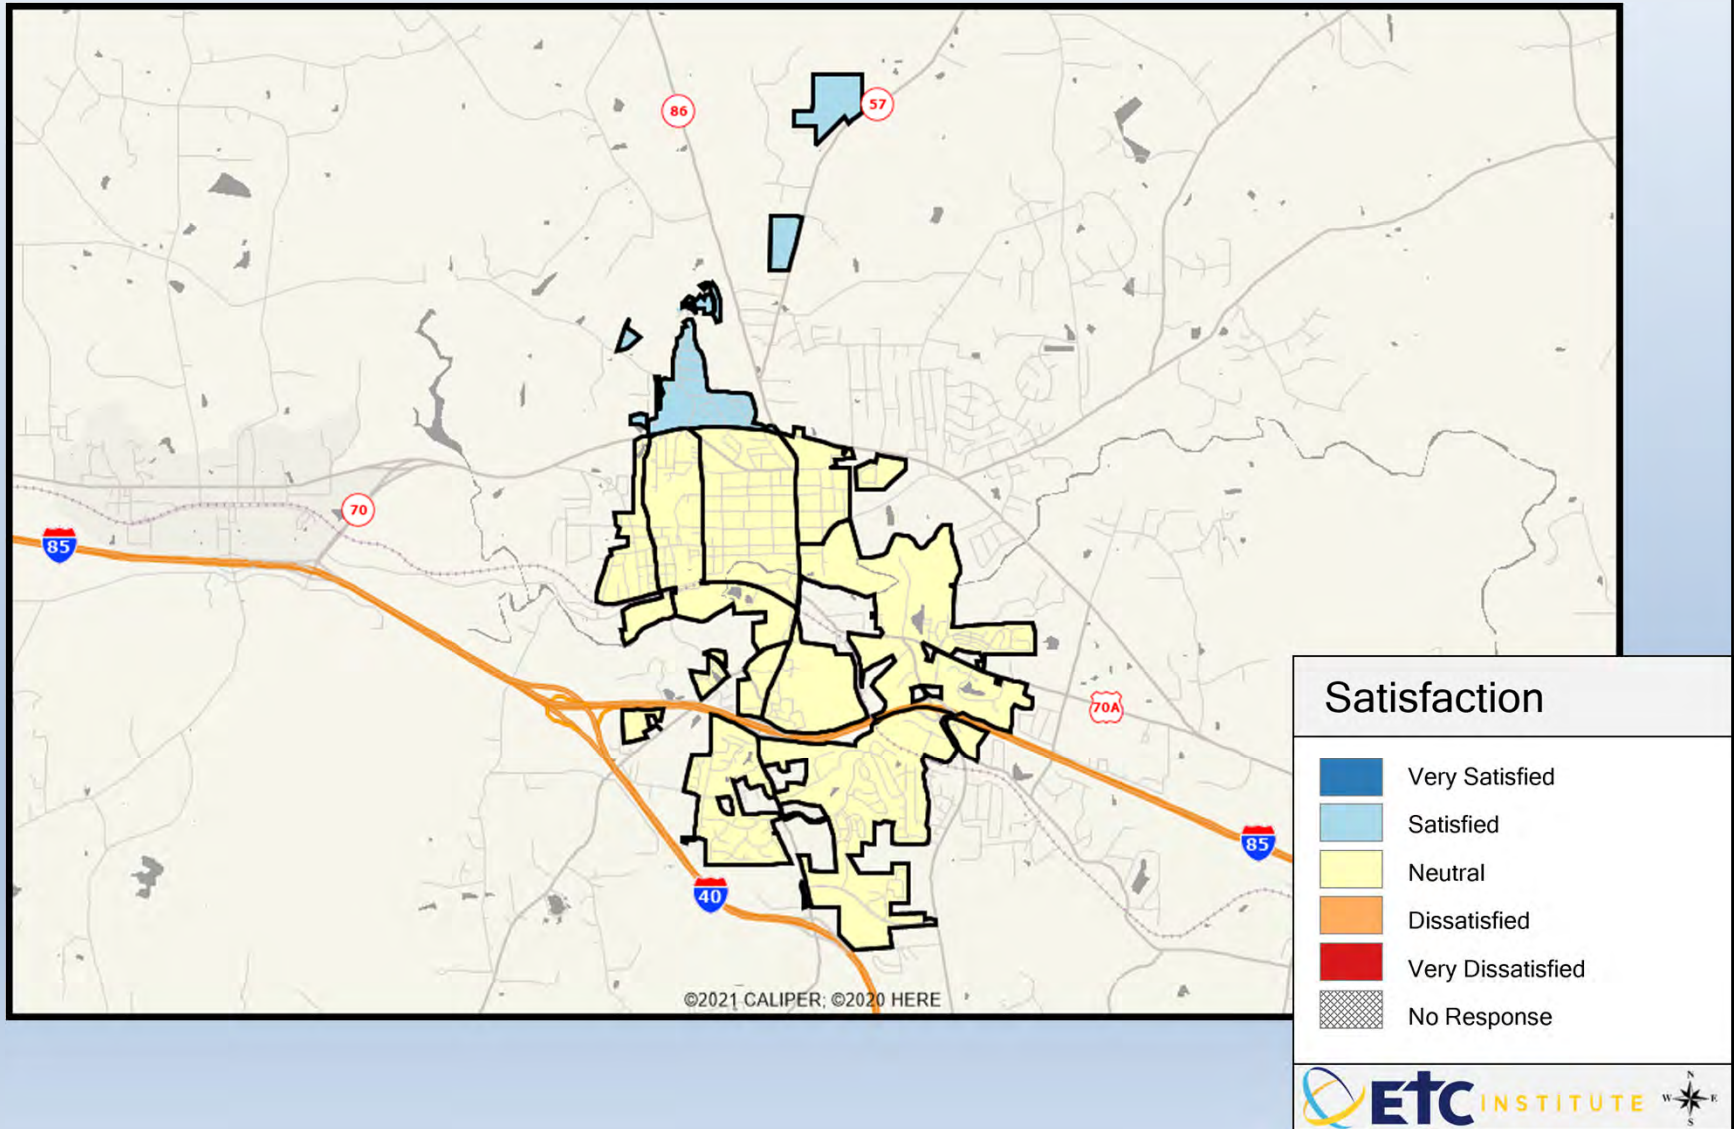 86
57
70
85
70A
85
40
©2021 CALIPER; ©2020 HERE
Satisfaction
Very Satisfied
Satisfied
Neutral
Dissatisfied
Very Dissatisfied
No Response
ETC INSTITUTE
N
W E
S